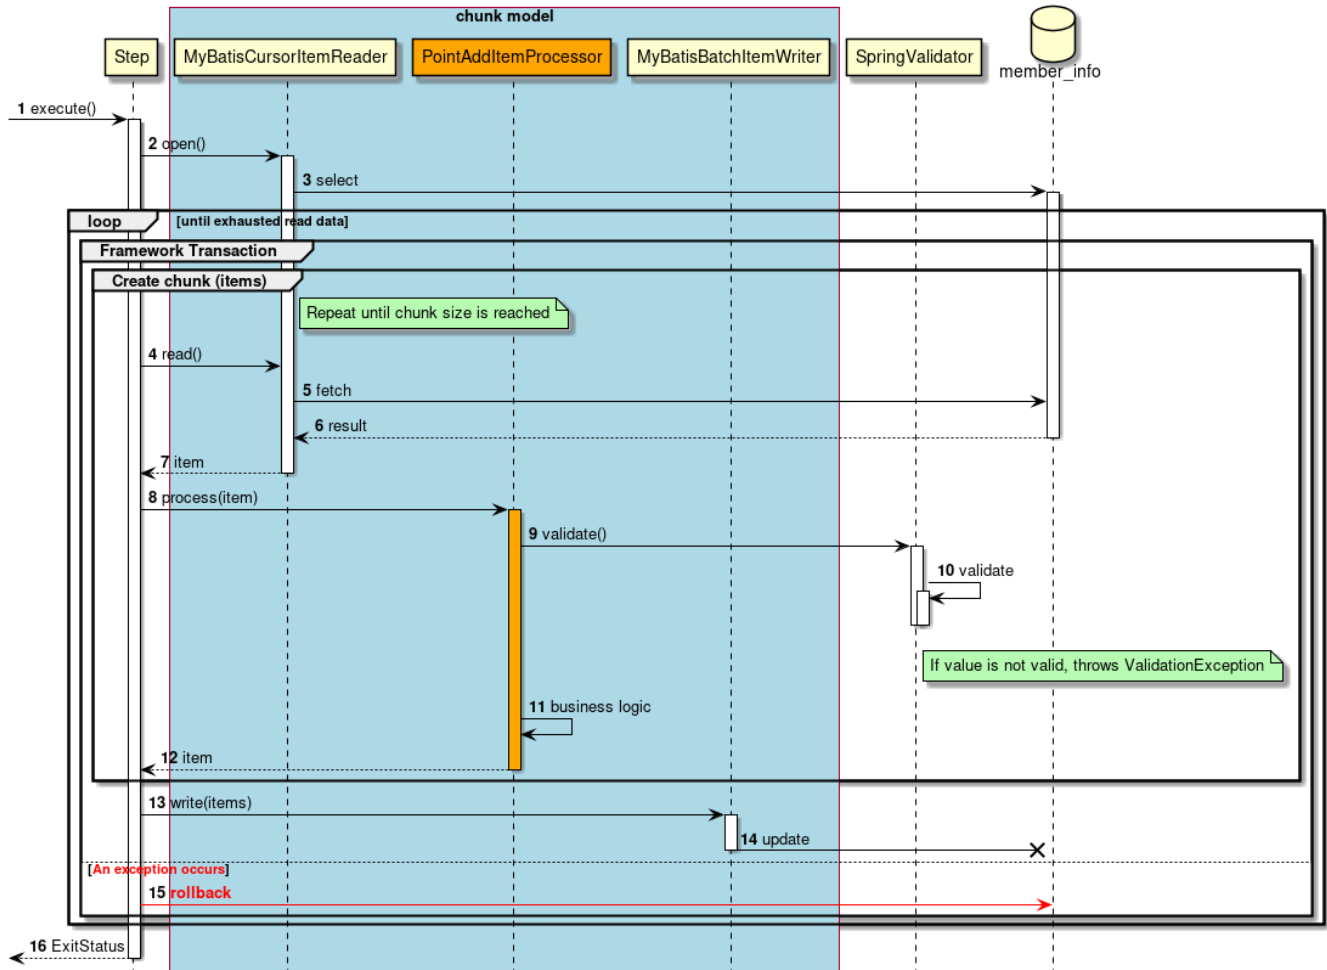 chunk model
Step
MyBatisCursorItemReader
PointAddItemProcessor
MyBatisBatchItemWriter
SpringValidator
member_info
1 execute()
2 open()
3 select
loop
[until exhausted read data]
Framework Transaction
Create chunk (items)
Repeat until chunk size is reached
4 read()
5 fetch
6 result
7 item
8 process(item)
9 validate()
10 validate
If value is not valid, throws ValidationException
11 business logic
12 item
13 write(items)
14 update
[An exception occurs]
15 rollback
16 ExitStatus